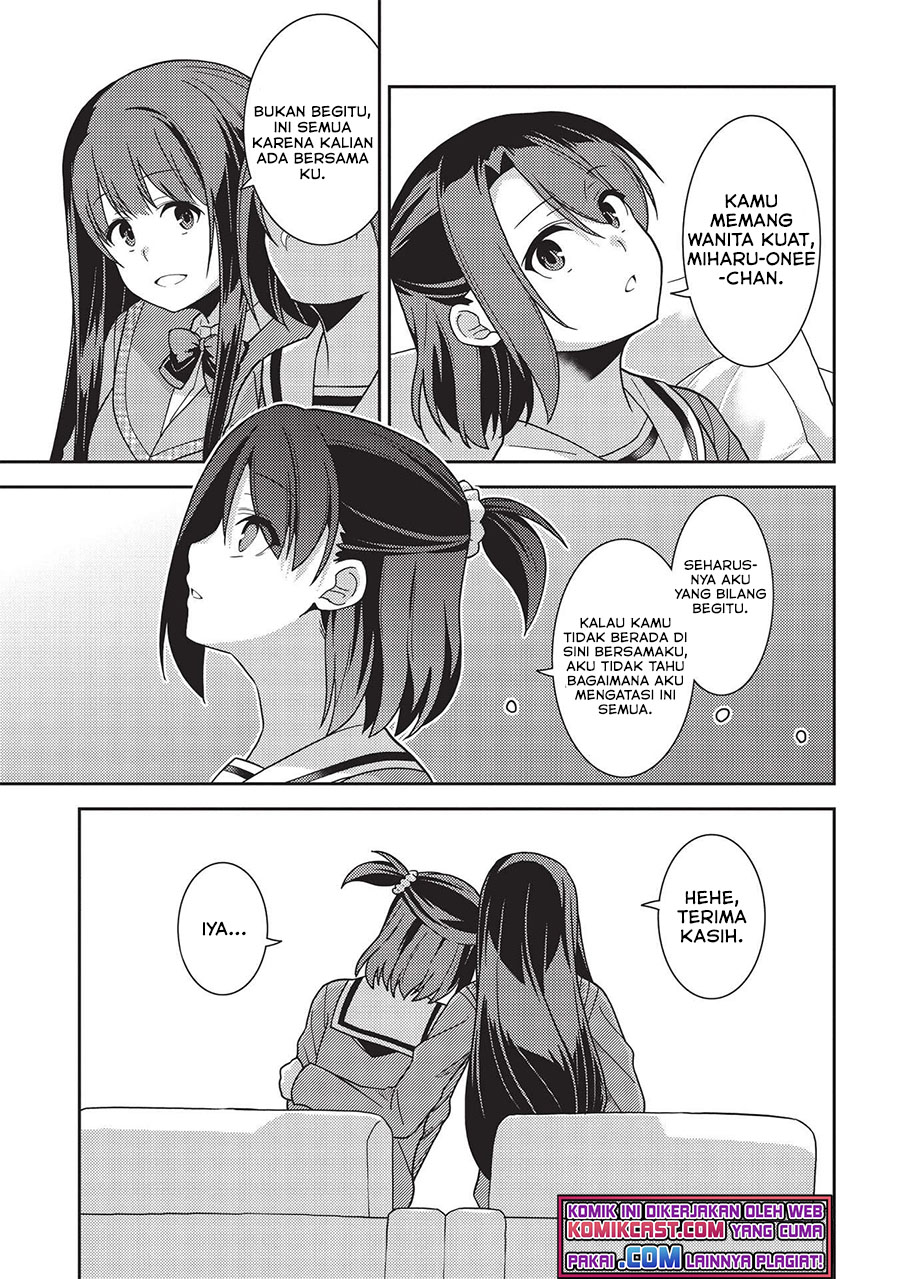 KAMU
MEMANG
WANITA KUAT,
MIHARU-ONEE
-CHAN.
BUKAN BEGITU,
INI SEMUA
KARENA KALIAN
ADA BERSAMA
KU.
SEHARUS-
NYA AKU
YANG BILANG
BEGITU.
KALAU KAMU
TIDAK BERADA DI
SINI BERSAMAKU,
AKU TIDAK TAHU
BAGAIMANA AKU
MENGATASI INI
SEMUA.
HEHE,
TERIMA
KASIH.
IYA...
KOMIK INI DIKERJAKAN OLEH WEB
KOMIKCAST.COM YANG CUMA
PAKAI .COM LAINNYA PLAGIAT!